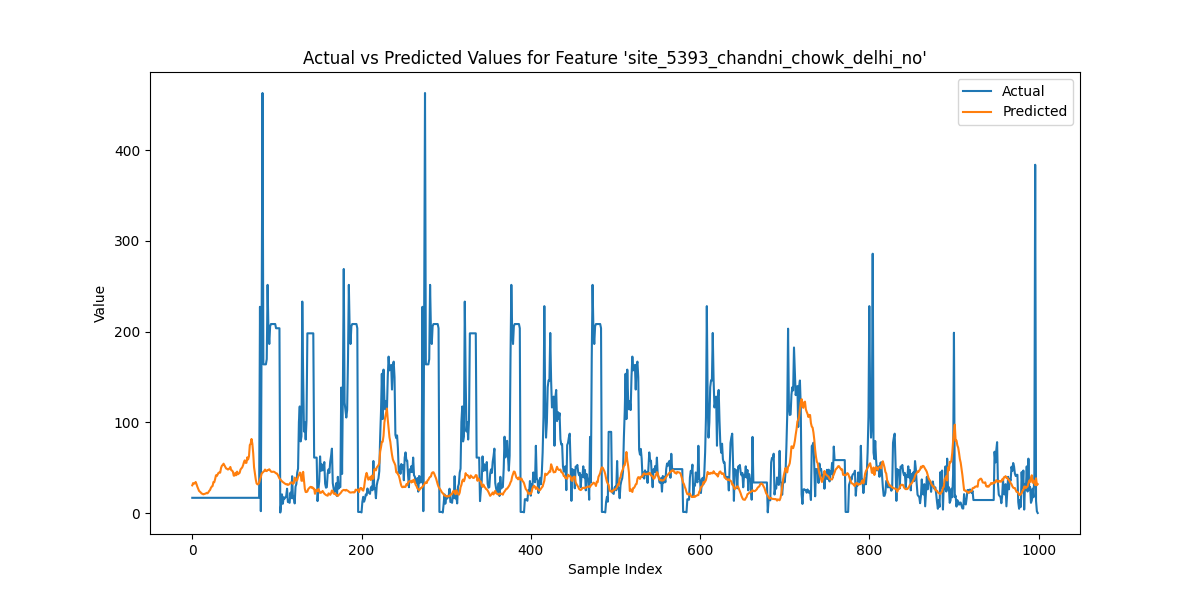 Actual vs Predicted Values for Feature 'site_5393_chandni_chowk_delhi_no'
Actual
Predicted
Value
400
300
200
100
0
0 200 400 600 800 1000
Sample Index